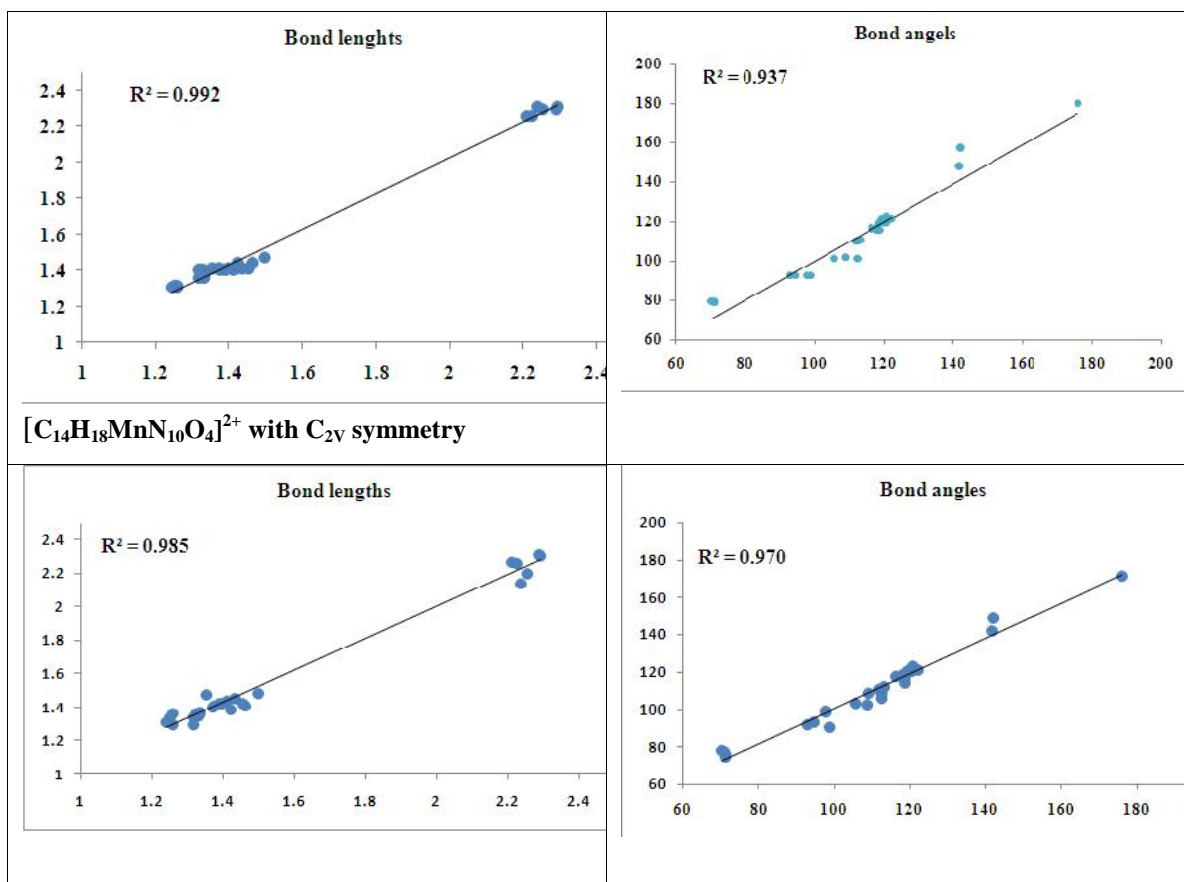 Bond lenghts
R² = 0.992
2.4
2.2
2
1.8
1.6
1.4
1.2
1
1 1.2 1.4 1.6 1.8 2 2.2 2.4
Bond angels
R² = 0.937
200
180
160
140
120
100
80
60
60 80 100 120 140 160 180 200
[C₁₄H₁₈MnN₁₀O₄]²⁺ with C₂ᵥ symmetry
Bond lengths
R² = 0.985
2.4
2.2
2
1.8
1.6
1.4
1.2
1
1 1.2 1.4 1.6 1.8 2 2.2 2.4
Bond angles
R² = 0.970
200
180
160
140
120
100
80
60
60 80 100 120 140 160 180